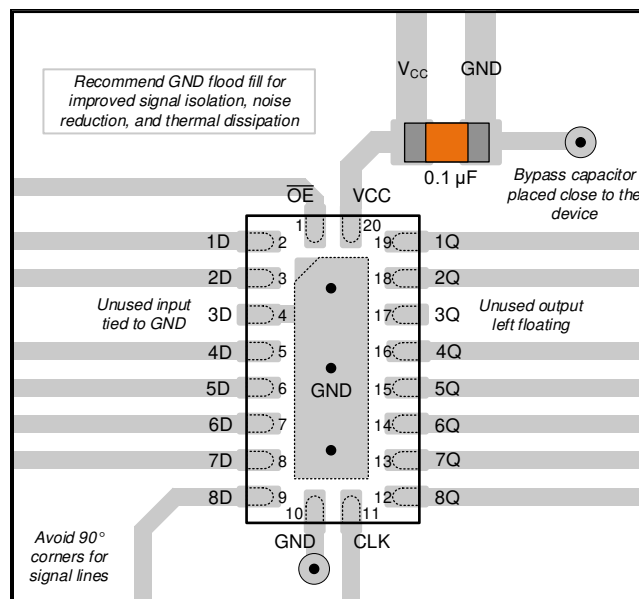 Recommend GND flood fill for
improved signal isolation, noise
reduction, and thermal dissipation
VCC GND
0.1 µF
Bypass capacitor
placed close to the
device
OE VCC
1 20
1D 2 19 1Q
2D 3 18 2Q
Unused input
tied to GND
3D 4 17 3Q
Unused output
left floating
4D 5 16 4Q
5D 6 GND 15 5Q
6D 7 14 6Q
7D 8 13 7Q
8D 9 12 8Q
10 11
GND CLK
Avoid 90°
corners for
signal lines